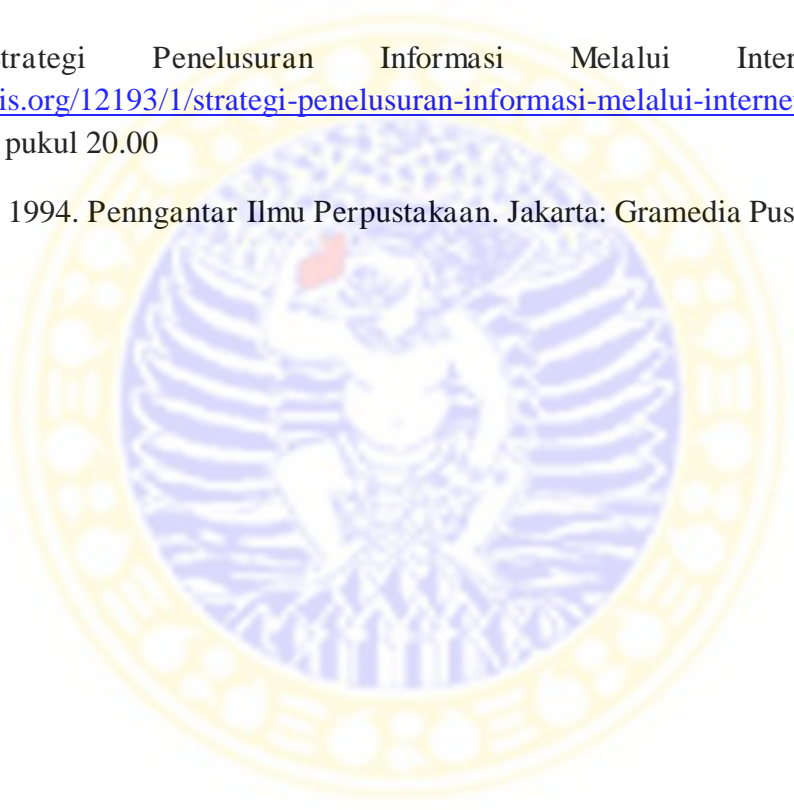 trategi Penelusuran Informasi Melalui Inter
is.org/12193/1/strategi-penelusuran-informasi-melalui-interne
pukul 20.00
1994. Penngantar Ilmu Perpustakaan. Jakarta: Gramedia Pus